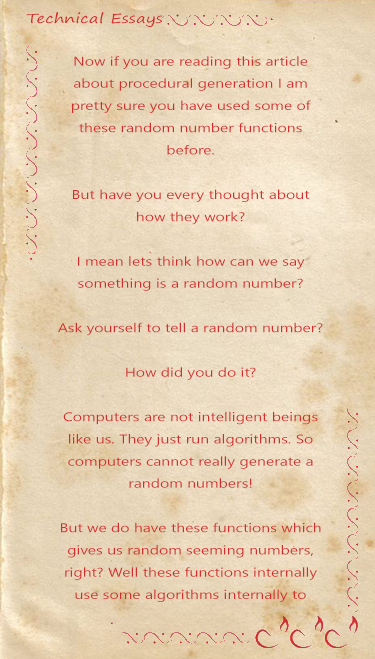 Technical Essays
Now if you are reading this article
about procedural generation I am
pretty sure you have used some of
these random number functions
before.
But have you every thought about
how they work?
I mean lets think how can we say
something is a random number?
Ask yourself to tell a random number?
How did you do it?
Computers are not intelligent beings
like us. They just run algorithms. So
computers cannot really generate a
random numbers!
But we do have these functions which
gives us random seeming numbers,
right? Well these functions internally
use some algorithms internally to